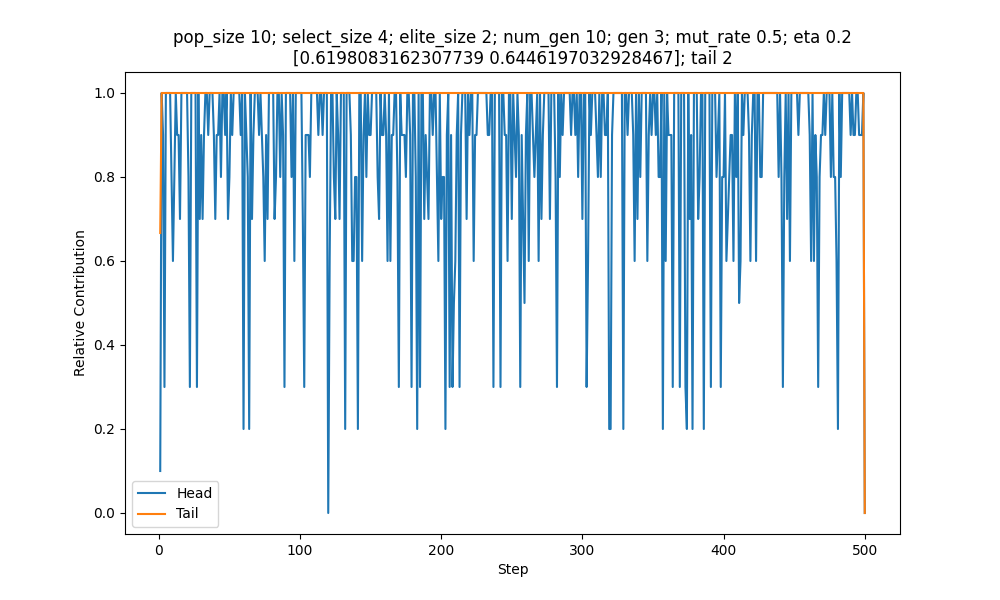 pop_size 10; select_size 4; elite_size 2; num_gen 10; gen 3; mut_rate 0.5; eta 0.2
[0.6198083162307739 0.6446197032928467]; tail 2
1.0
0.8
0.6
0.4
0.2
0.0
Relative Contribution
Head
Tail
0
100
200
300
400
500
Step